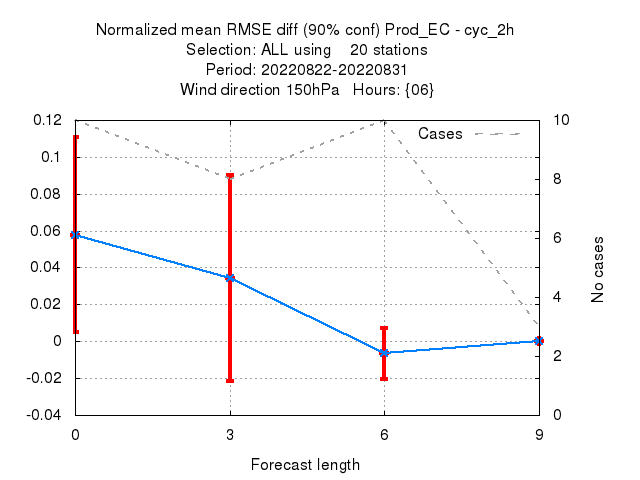 Normalized mean RMSE diff (90% conf) Prod_EC - cyc_2h
Selection: ALL using    20 stations
Period: 20220822-20220831
Wind direction 150hPa   Hours: {06}
Cases
0.12
0.1
0.08
0.06
0.04
0.02
0
-0.02
-0.04
10
8
6
4
2
0
No cases
0 3 6 9
Forecast length